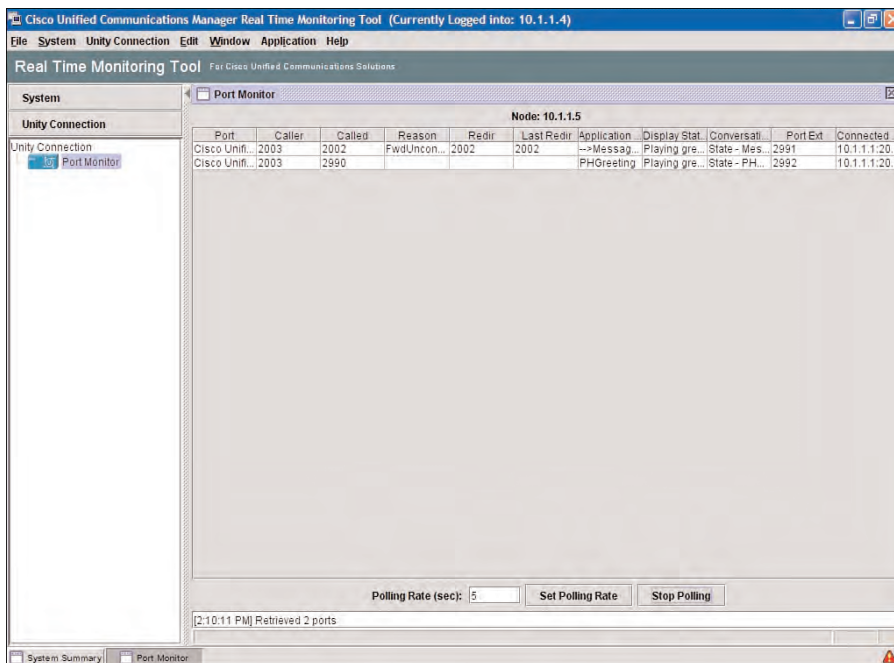 Cisco Unified Communications Manager Real Time Monitoring Tool (Currently Logged into: 10.1.1.4)
File System Unity Connection Edit Window Application Help
Real Time Monitoring Tool For Cisco Unified Communications Solutions
System
Unity Connection
Unity Connection
Port Monitor
Port Monitor
Node: 10.1.1.5
Port Caller Called Reason Redir Last Redir Application ... Display Stat... Conversati... Port Ext Connected
Cisco Unifi... 2003 2002 FwdUncon... 2002 2002 -->Messag... Playing gre... State - Mes... 2991 10.1.1.1:20...
Cisco Unifi... 2003 2990 PHGreeting Playing gre... State - PH... 2992 10.1.1.1:20...
Polling Rate (sec): 5 Set Polling Rate Stop Polling
[2:10:11 PM] Retrieved 2 ports
System Summary Port Monitor